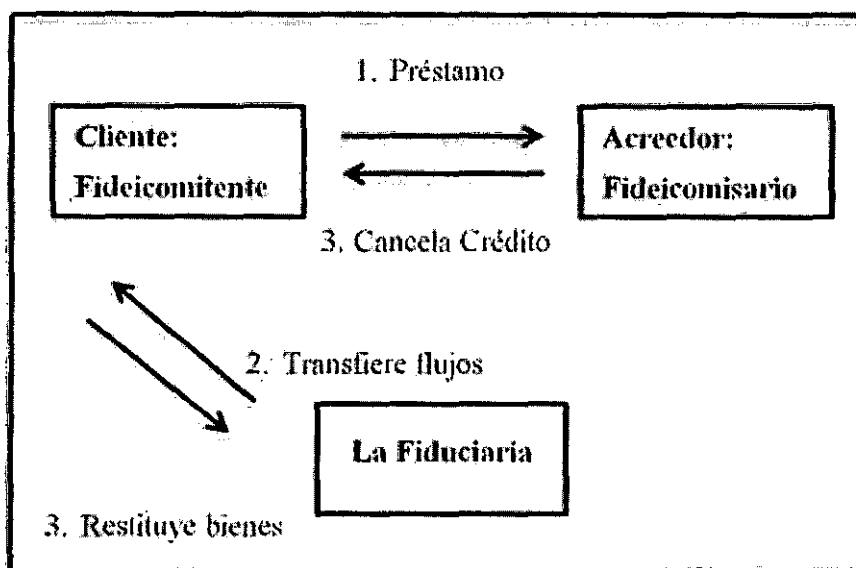 1. Préstamo
Cliente:
Fideicomitente
Acreedor:
Fideicomisario
3. Cancela Crédito
2. Transfiere flujos
La Fiduciaria
3. Restituye bienes